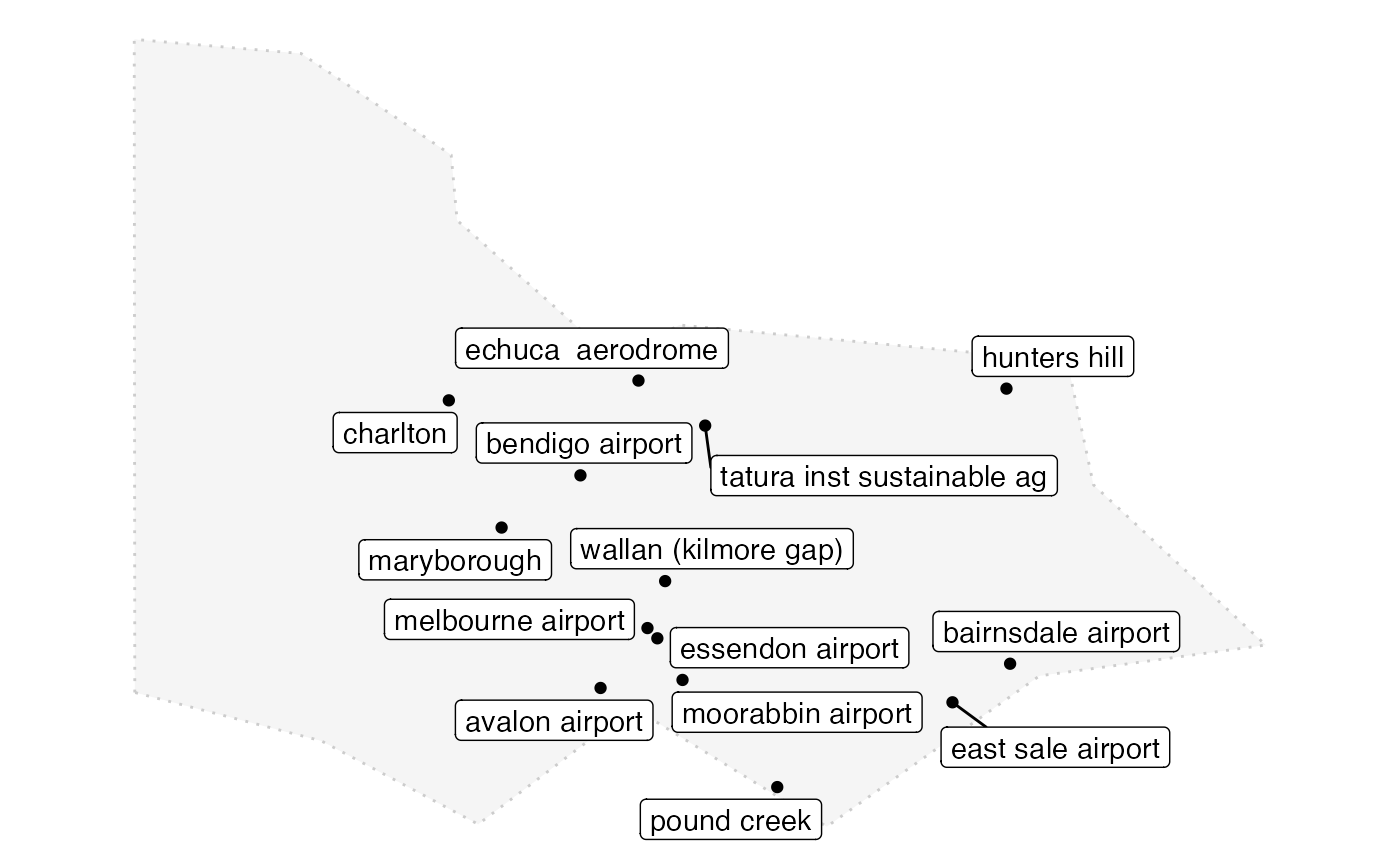 echuca  aerodrome
hunters hill
charlton
bendigo airport
tatura inst sustainable ag
maryborough
wallan (kilmore gap)
melbourne airport
essendon airport
bairnsdale airport
avalon airport
moorabbin airport
east sale airport
pound creek